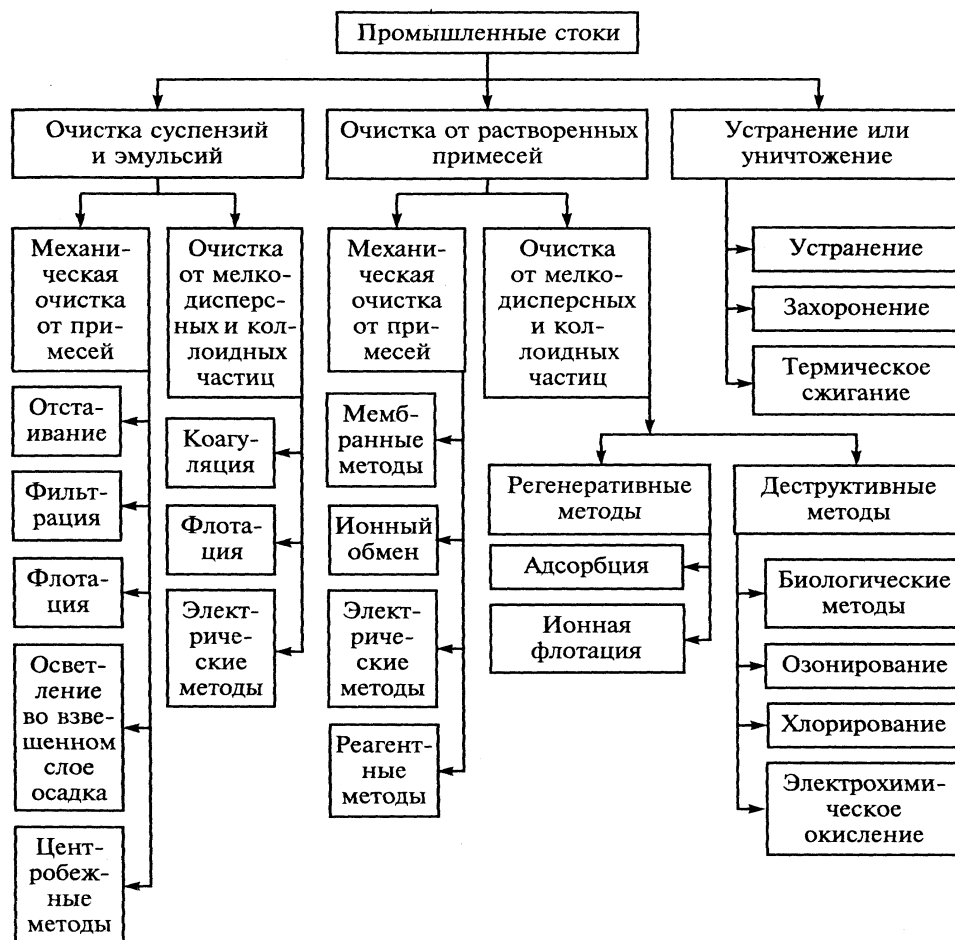 Промышленные стоки
Очистка суспензий
и эмульсий
Очистка от растворенных
примесей
Устранение или
уничтожение
Механи-
ческая
очистка
от при-
месей
Очистка
от мелко-
дисперс-
ных и кол-
лоидных
частиц
Механи-
ческая
очистка
от при-
месей
Очистка
от мелко-
дисперсных
и кол-
лоидных
частиц
Устранение
Захоронение
Термическое
сжигание
Отста-
ивание
Фильт-
рация
Флота-
ция
Освет-
ление
во взве-
шенном
слое
осадка
Цент-
робеж-
ные
методы
Коагу-
ляция
Флота-
ция
Элект-
риче-
ские
методы
Мемб-
ранные
методы
Ионный
обмен
Элект-
риче-
ские
методы
Реагент-
ные
методы
Регенеративные
методы
Адсорбция
Ионная
флотация
Деструктивные
методы
Биологические
методы
Озонирование
Хлорирование
Электрохими-
ческое
окисление